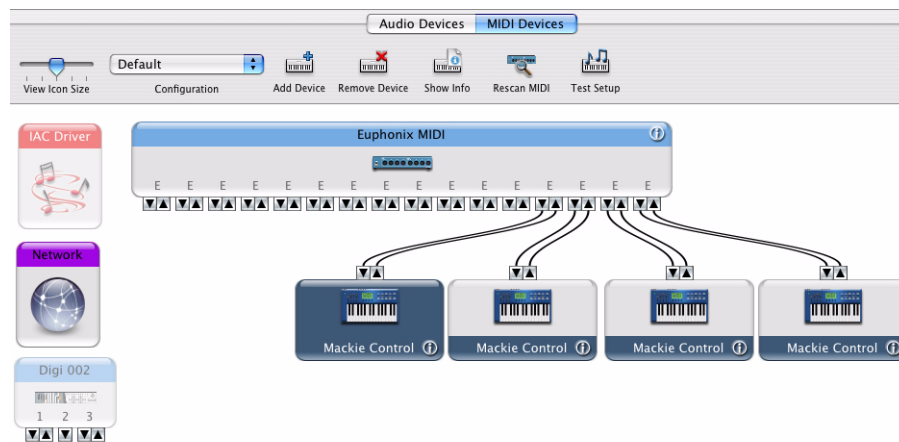 Audio Devices MIDI Devices
Default
View Icon Size Configuration Add Device Remove Device Show Info Rescan MIDI Test Setup
IAC Driver
Euphonix MIDI
E E E E E E E E E E E E E E E E
Network
Mackie Control Mackie Control Mackie Control Mackie Control
Digi 002
1 2 3